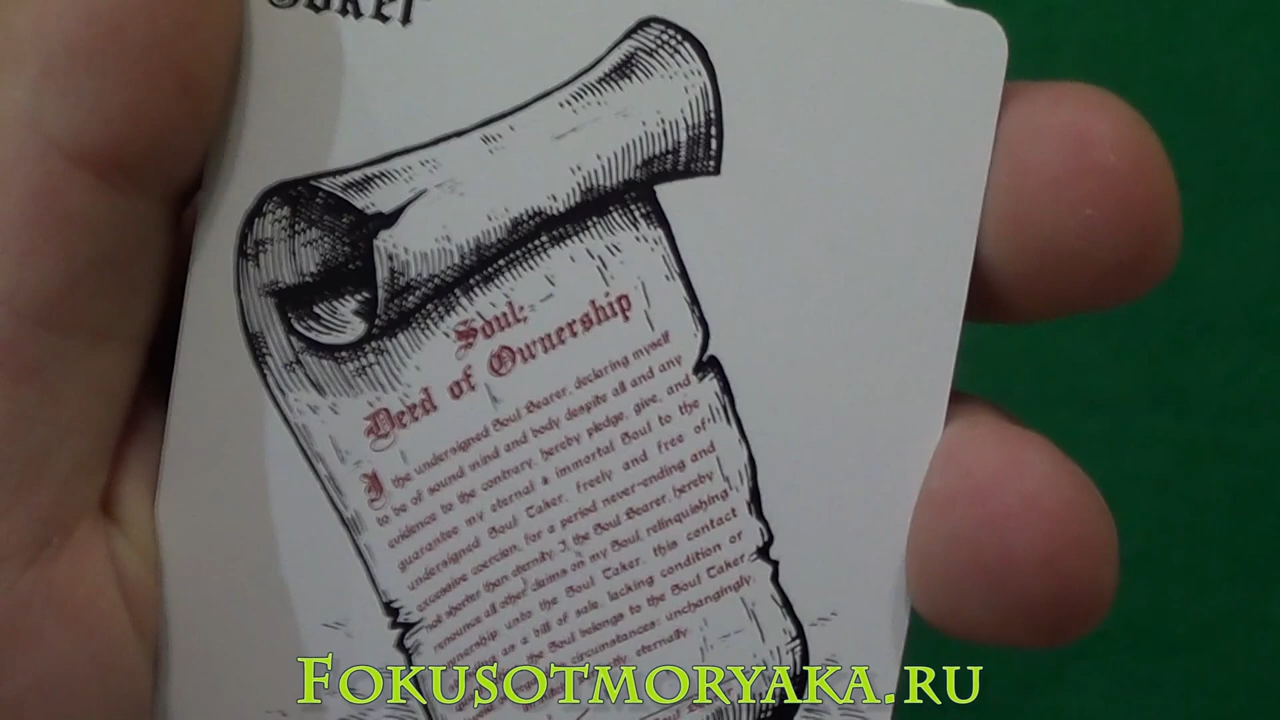 Joker
Soul;
Deed of Ownership
I the undersigned Soul Bearer, declaring myself
to be of sound mind and body despite all and any
evidence to the contrary, hereby pledge, give, and
guarantee my eternal & immortal Soul to the
undersigned Soul Taker, freely and free of
excessive coercion, for a period never-ending and
not shorter than eternity. I, the Soul Bearer, hereby
renounce all other claims on my Soul, relinquishing
ownership unto the Soul Taker, this contact
as a bill of sale, lacking condition or
the Soul belongs to the Soul Taker
circumstances: unchangingly,
eternally.
Soul
FOKUSOTMORYAKA.RU